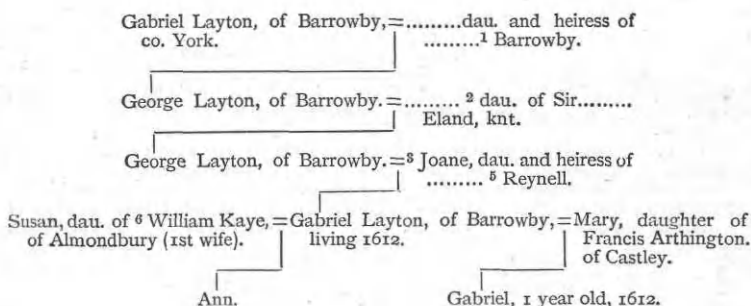 Gabriel Layton, of Barrowby,=.........dau. and heiress of
co. York. .........¹ Barrowby.
George Layton, of Barrowby.=......... ² dau. of Sir.........
Eland, knt.
George Layton, of Barrowby.=³ Joane, dau. and heiress of
......... ⁵ Reynell.
Susan, dau. of ⁶ William Kaye,=Gabriel Layton, of Barrowby,=Mary, daughter of
of Almondbury (1st wife). living 1612. Francis Arthington.
of Castley.
Ann. Gabriel, 1 year old, 1612.